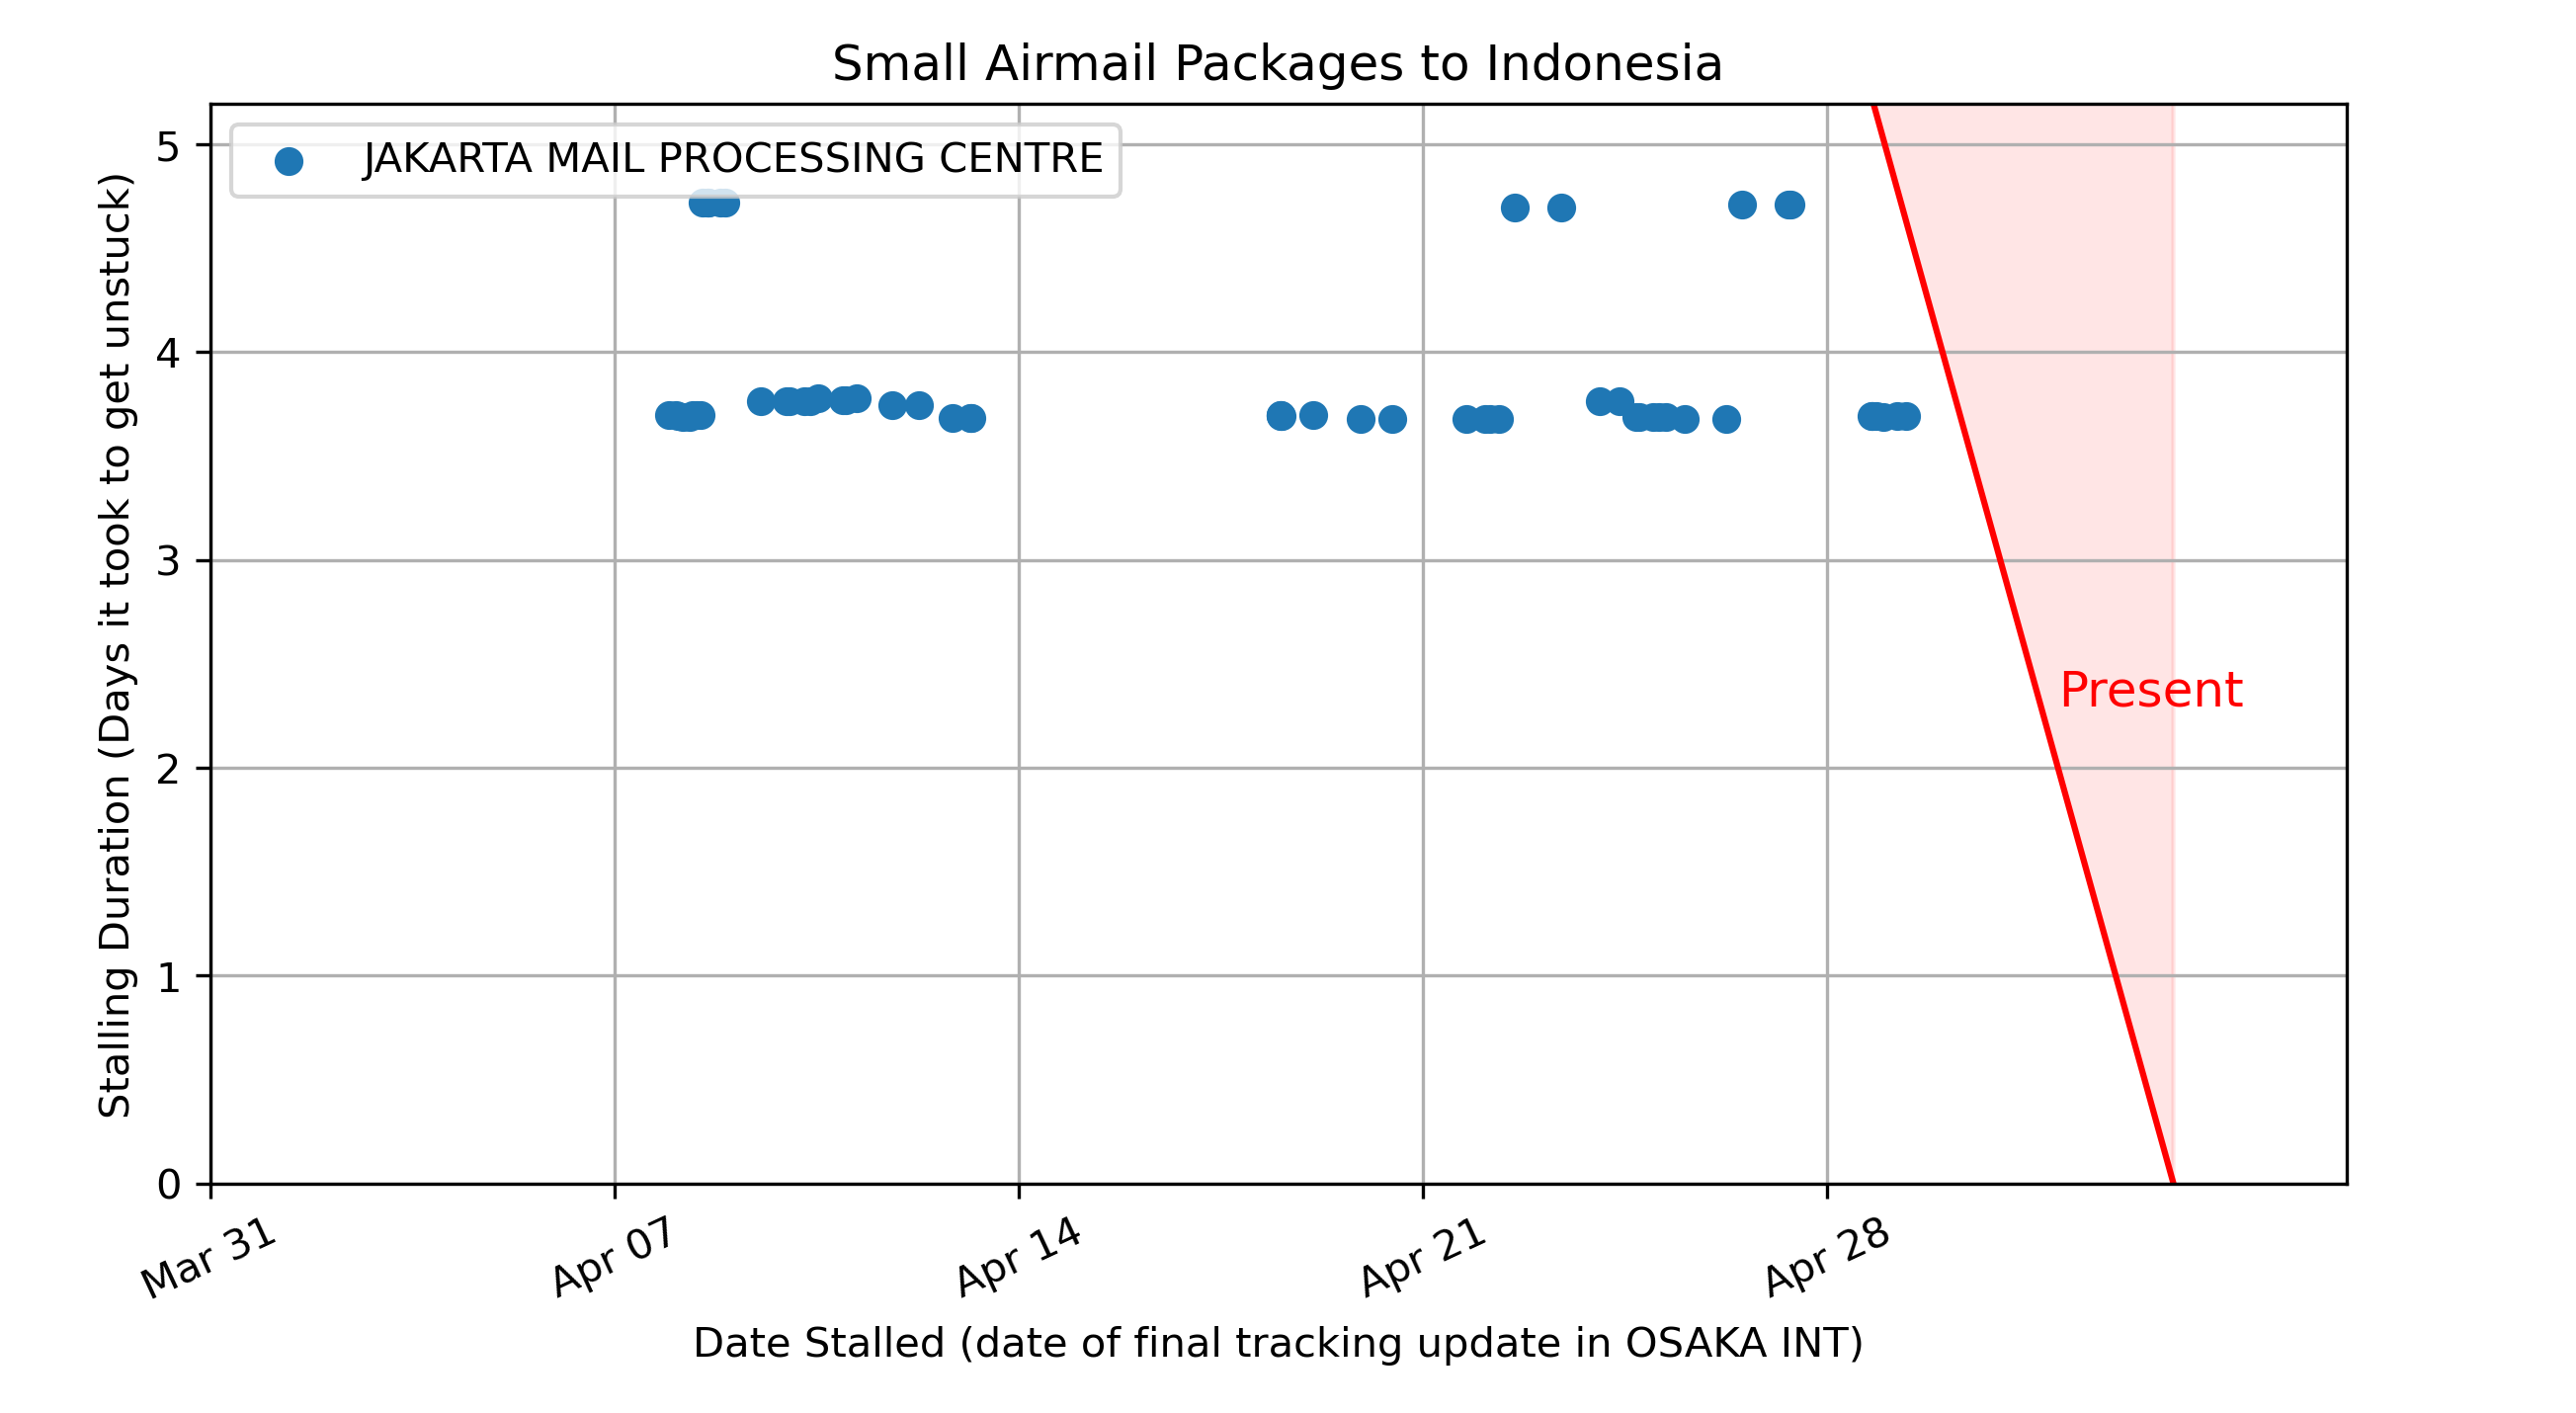 Small Airmail Packages to Indonesia
JAKARTA MAIL PROCESSING CENTRE
Stalling Duration (Days it took to get unstuck)
5
4
3
2
1
0
Present
Mar 31
Apr 07
Apr 14
Apr 21
Apr 28
Date Stalled (date of final tracking update in OSAKA INT)